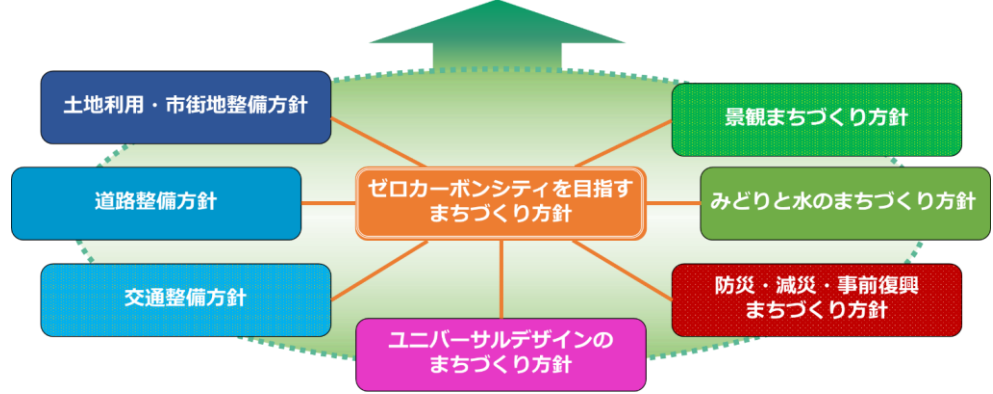 土地利用・市街地整備方針
景観まちづくり方針
道路整備方針
ゼロカーボンシティを目指す
まちづくり方針
みどりと水のまちづくり方針
交通整備方針
防災・減災・事前復興
まちづくり方針
ユニバーサルデザインの
まちづくり方針